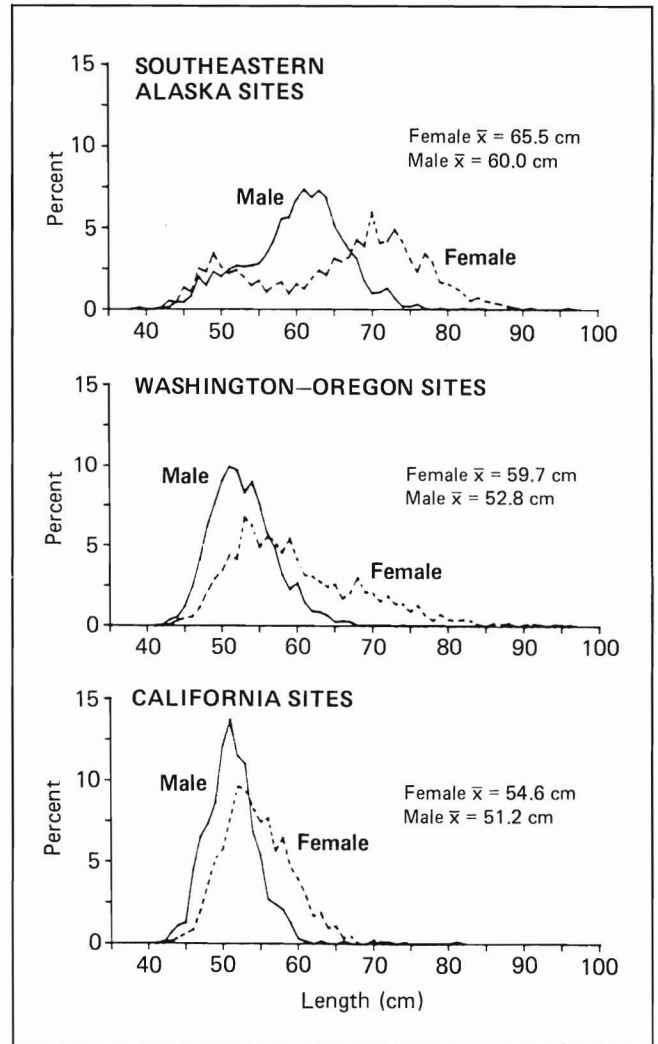 SOUTHEASTERN
ALASKA SITES
Female x̄ = 65.5 cm
Male x̄ = 60.0 cm
Male
Female
Percent
15
10
5
0
40 50 60 70 80 90 100
WASHINGTON–OREGON SITES
Female x̄ = 59.7 cm
Male x̄ = 52.8 cm
Male
Female
Percent
15
10
5
0
40 50 60 70 80 90 100
CALIFORNIA SITES
Female x̄ = 54.6 cm
Male x̄ = 51.2 cm
Male
Female
Percent
15
10
5
0
40 50 60 70 80 90 100
Length (cm)